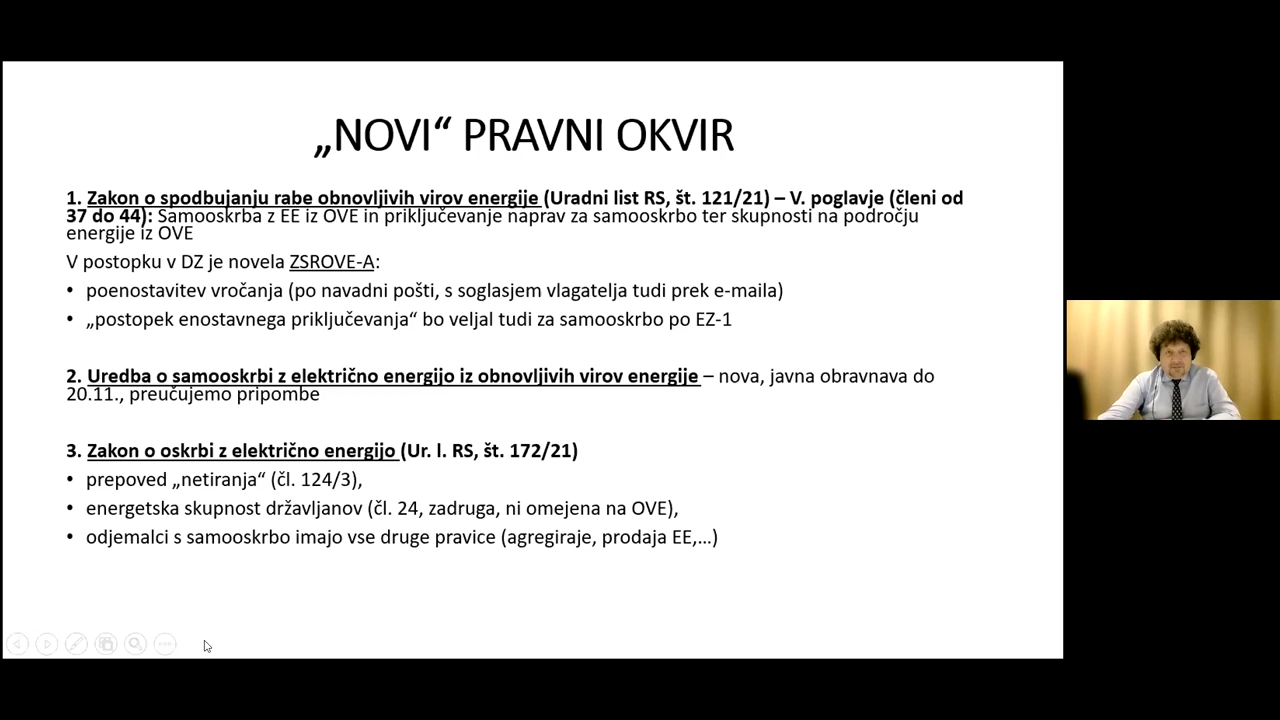 „NOVI“ PRAVNI OKVIR
1. Zakon o spodbujanju rabe obnovljivih virov energije (Uradni list RS, št. 121/21) – V. poglavje (členi od
37 do 44): Samooskrba z EE iz OVE in priključevanje naprav za samooskrbo ter skupnosti na področju
energije iz OVE
V postopku v DZ je novela ZSROVE-A:
• poenostavitev vročanja (po navadni pošti, s soglasjem vlagatelja tudi prek e-maila)
• „postopek enostavnega priključevanja“ bo veljal tudi za samooskrbo po EZ-1
2. Uredba o samooskrbi z električno energijo iz obnovljivih virov energije – nova, javna obravnava do
20.11., preučujemo pripombe
3. Zakon o oskrbi z električno energijo (Ur. l. RS, št. 172/21)
• prepoved „netiranja“ (čl. 124/3),
• energetska skupnost državljanov (čl. 24, zadruga, ni omejena na OVE),
• odjemalci s samooskrbo imajo vse druge pravice (agregiraje, prodaja EE,…)